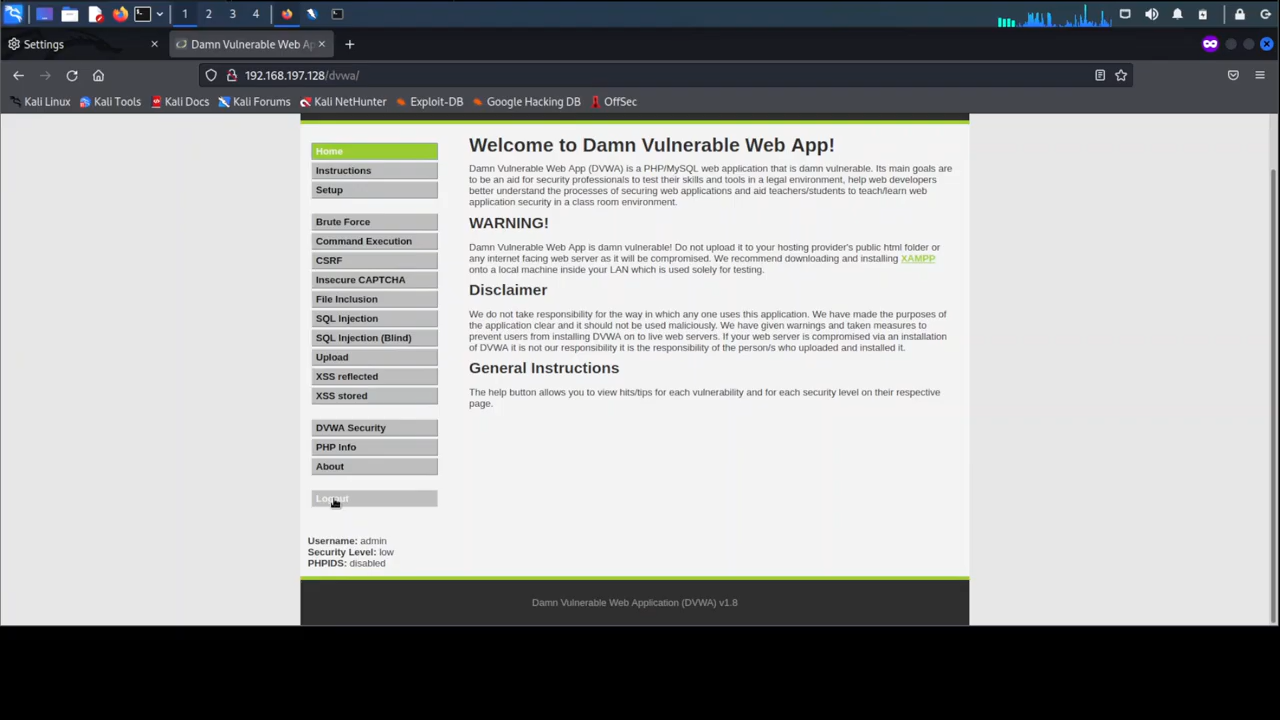 1 2 3 4
Settings
Damn Vulnerable Web Ap
192.168.197.128/dvwa/
Kali Linux Kali Tools Kali Docs Kali Forums Kali NetHunter Exploit-DB Google Hacking DB OffSec
Home
Instructions
Setup
Brute Force
Command Execution
CSRF
Insecure CAPTCHA
File Inclusion
SQL Injection
SQL Injection (Blind)
Upload
XSS reflected
XSS stored
DVWA Security
PHP Info
About
Logout
Username: admin
Security Level: low
PHPIDS: disabled
Welcome to Damn Vulnerable Web App!
Damn Vulnerable Web App (DVWA) is a PHP/MySQL web application that is damn vulnerable. Its main goals are
to be an aid for security professionals to test their skills and tools in a legal environment, help web developers
better understand the processes of securing web applications and aid teachers/students to teach/learn web
application security in a class room environment.
WARNING!
Damn Vulnerable Web App is damn vulnerable! Do not upload it to your hosting provider's public html folder or
any internet facing web server as it will be compromised. We recommend downloading and installing XAMPP
onto a local machine inside your LAN which is used solely for testing.
Disclaimer
We do not take responsibility for the way in which any one uses this application. We have made the purposes of
the application clear and it should not be used maliciously. We have given warnings and taken measures to
prevent users from installing DVWA on to live web servers. If your web server is compromised via an installation
of DVWA it is not our responsibility it is the responsibility of the person/s who uploaded and installed it.
General Instructions
The help button allows you to view hits/tips for each vulnerability and for each security level on their respective
page.
Damn Vulnerable Web Application (DVWA) v1.8